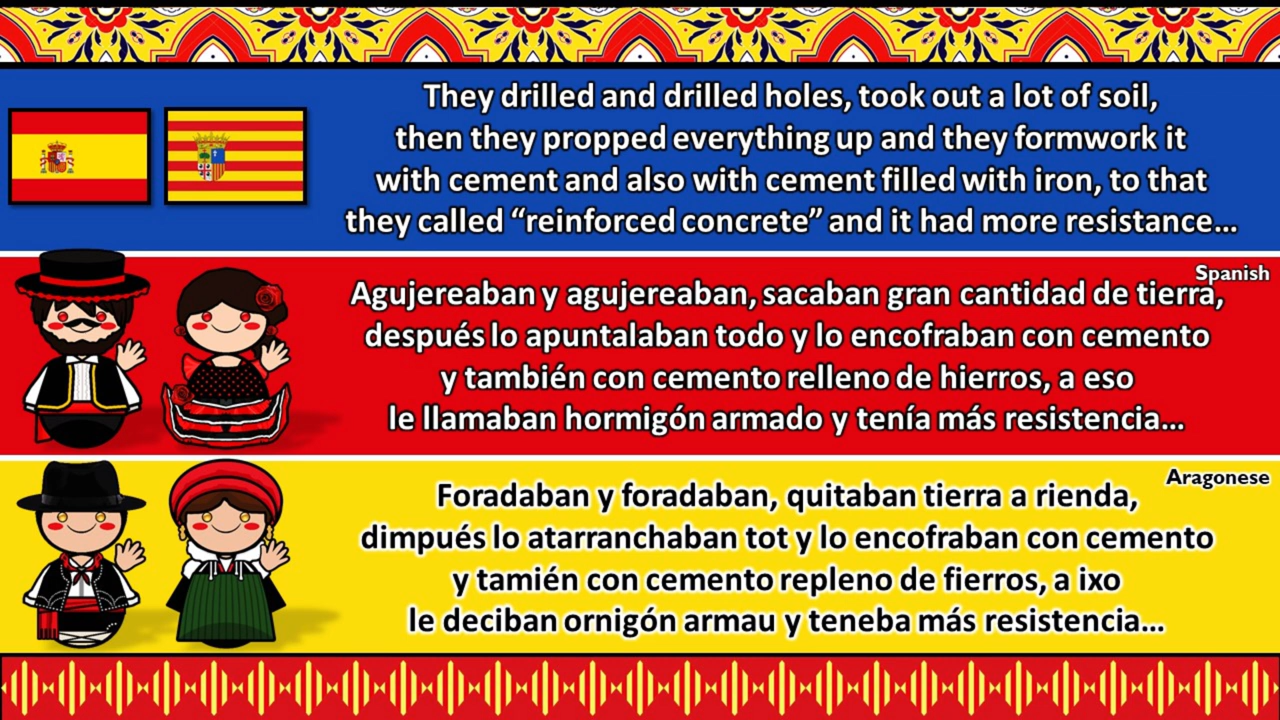 They drilled and drilled holes, took out a lot of soil,
then they propped everything up and they formwork it
with cement and also with cement filled with iron, to that
they called “reinforced concrete” and it had more resistance...
Spanish
Agujereaban y agujereaban, sacaban gran cantidad de tierra,
después lo apuntalaban todo y lo encofraban con cemento
y también con cemento relleno de hierros, a eso
le llamaban hormigón armado y tenía más resistencia...
Aragonese
Foradaban y foradaban, quitaban tierra a rienda,
dimpués lo atarranchaban tot y lo encofraban con cemento
y tamién con cemento repleno de fierros, a ixo
le deciban ornigón armau y teneba más resistencia...